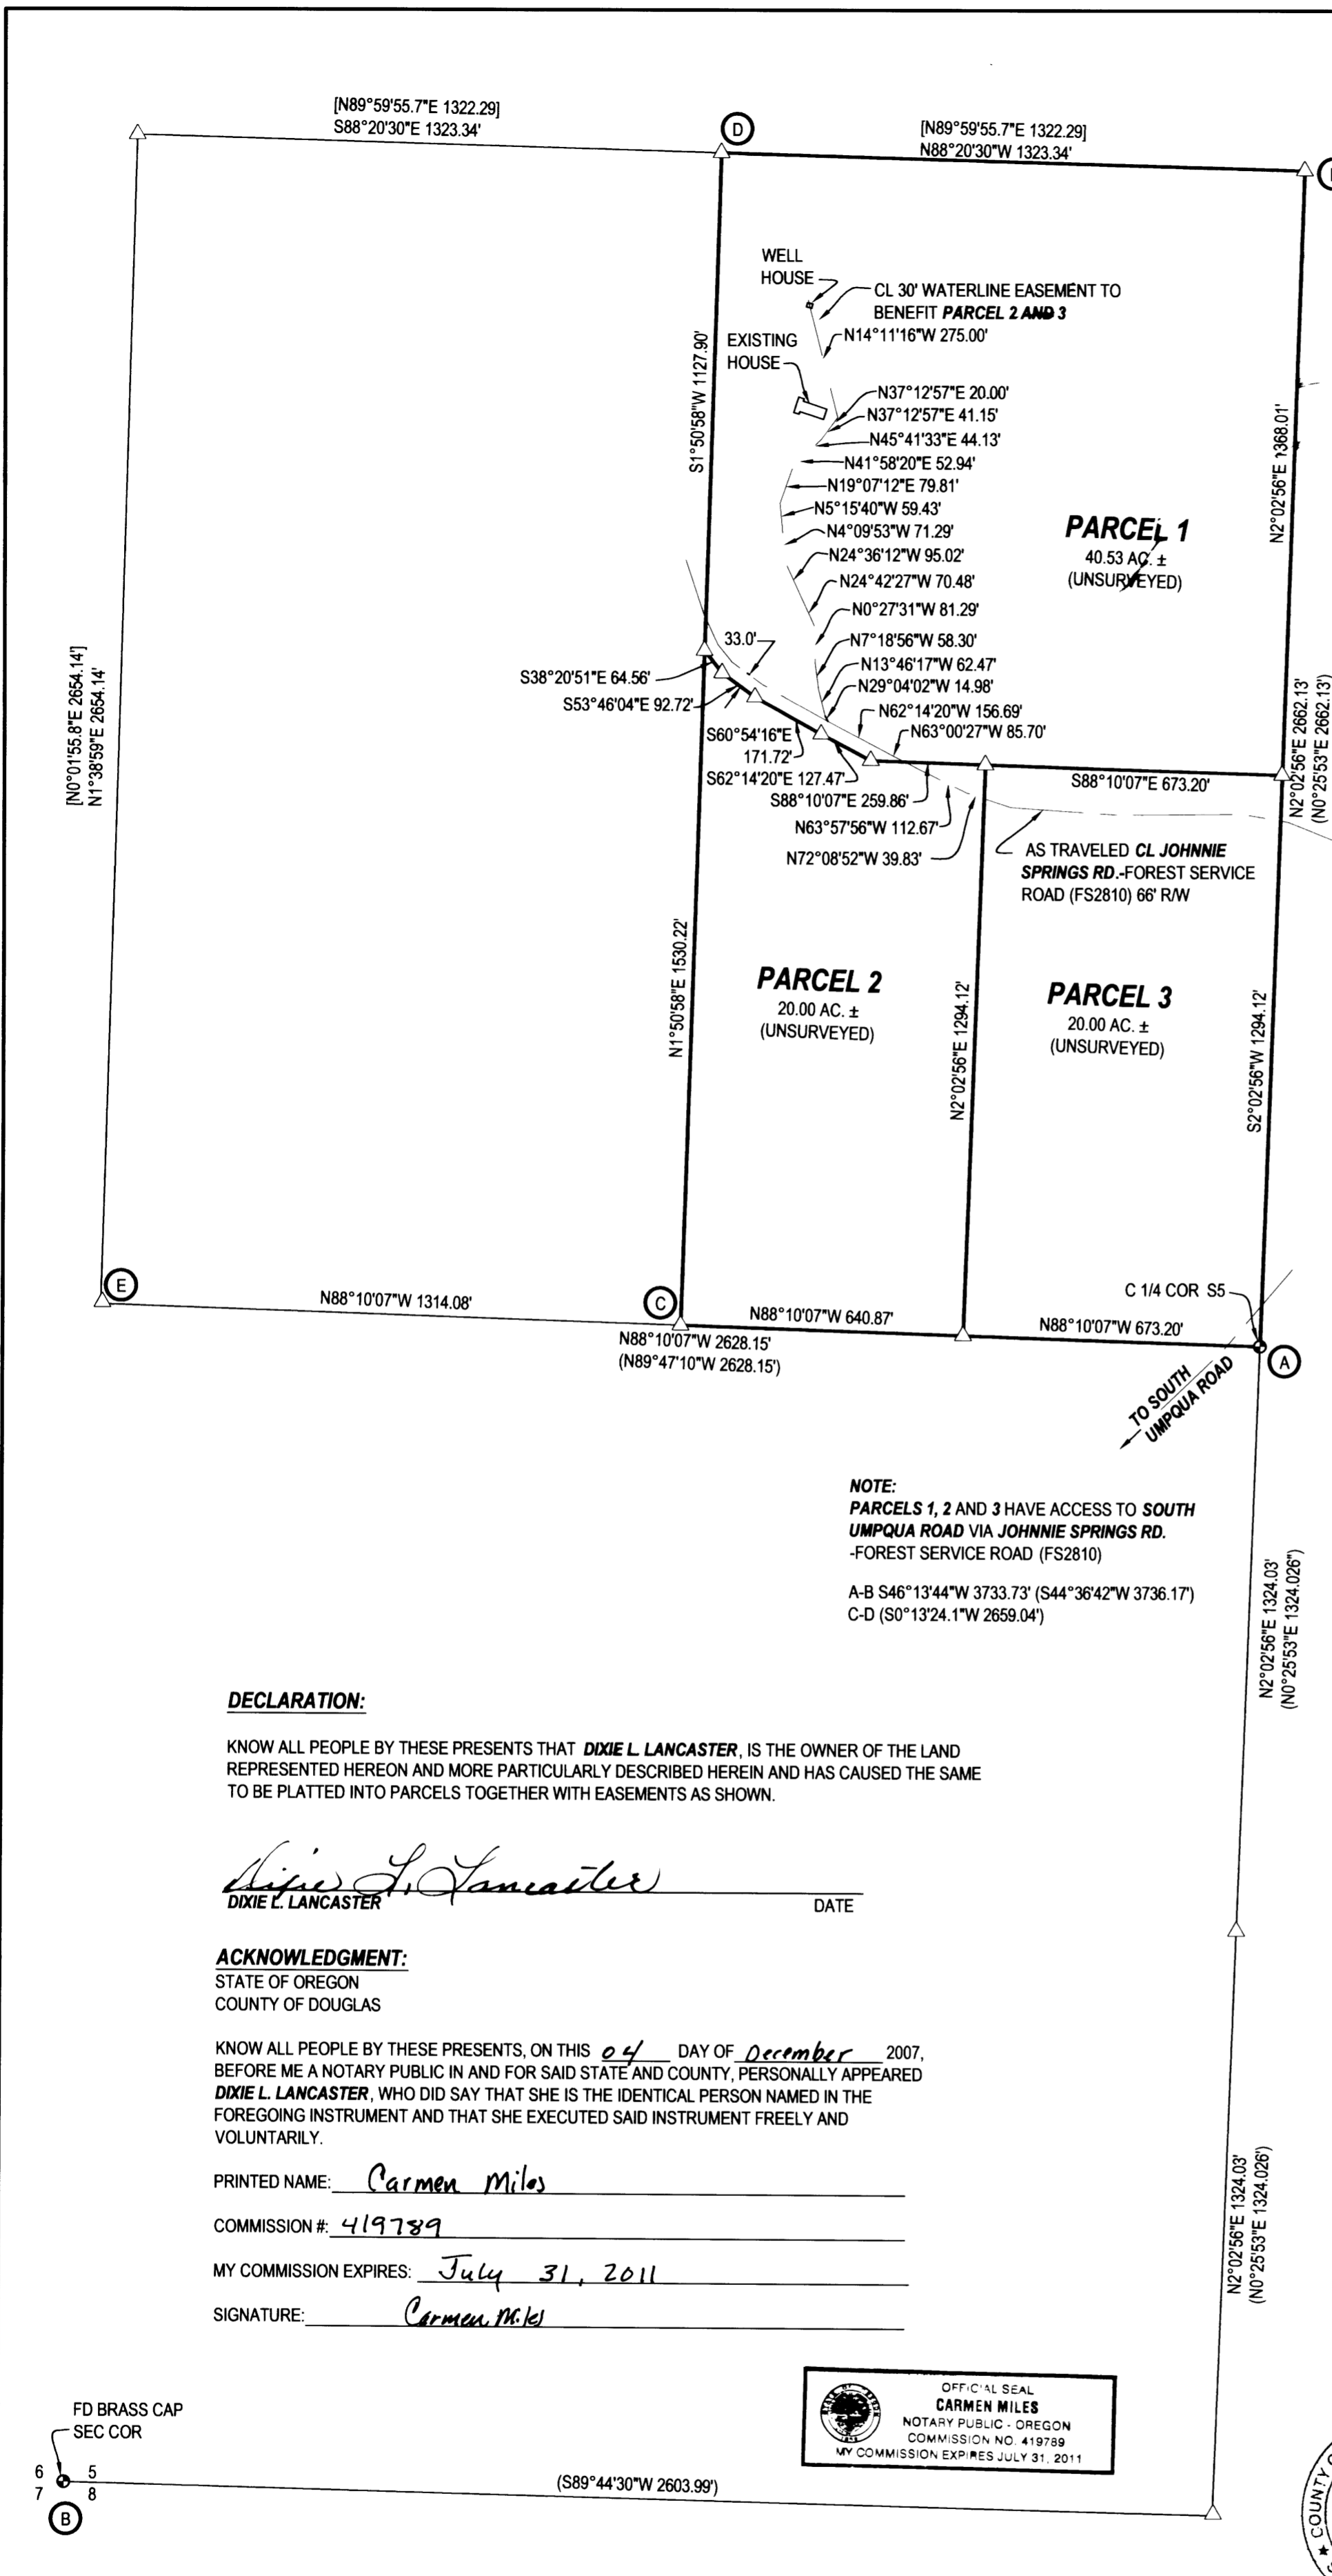 [N89°59'55.7"E 1322.29]
S88°20'30"E 1323.34'
D
[N89°59'55.7"E 1322.29]
N88°20'30"W 1323.34'
WELL
HOUSE
CL 30' WATERLINE EASEMENT TO
BENEFIT PARCEL 2 AND 3
N14°11'16"W 275.00'
EXISTING
HOUSE
S1°50'58"W 1127.90'
N37°12'57"E 20.00'
N37°12'57"E 41.15'
N45°41'33"E 44.13'
N41°58'20"E 52.94'
N19°07'12"E 79.81'
N5°15'40"W 59.43'
N4°09'53"W 71.29'
N24°36'12"W 95.02'
N24°42'27"W 70.48'
N0°27'31"W 81.29'
N7°18'56"W 58.30'
N13°46'17"W 62.47'
N29°04'02"W 14.98'
N62°14'20"W 156.69'
N63°00'27"W 85.70'
PARCEL 1
40.53 AC. ±
(UNSURVEYED)
N2°02'56"E 1368.01'
N2°02'56"E 2662.13'
(N0°25'53"E 2662.13')
[N0°01'55.8"E 2654.14']
N1°38'59"E 2654.14'
33.0'
S38°20'51"E 64.56'
S53°46'04"E 92.72'
S60°54'16"E
171.72'
S62°14'20"E 127.47'
S88°10'07"E 259.86'
S88°10'07"E 673.20'
N63°57'56"W 112.67'
N72°08'52"W 39.83'
AS TRAVELED CL JOHNNIE
SPRINGS RD.-FOREST SERVICE
ROAD (FS2810) 66' R/W
N1°50'58"E 1530.22'
PARCEL 2
20.00 AC. ±
(UNSURVEYED)
N2°02'56"E 1294.12'
PARCEL 3
20.00 AC. ±
(UNSURVEYED)
S2°02'56"W 1294.12'
E
N88°10'07"W 1314.08'
C
N88°10'07"W 640.87'
C 1/4 COR S5
N88°10'07"W 673.20'
A
N88°10'07"W 2628.15'
(N89°47'10"W 2628.15')
TO SOUTH
UMPQUA ROAD
NOTE:
PARCELS 1, 2 AND 3 HAVE ACCESS TO SOUTH
UMPQUA ROAD VIA JOHNNIE SPRINGS RD.
-FOREST SERVICE ROAD (FS2810)
A-B S46°13'44"W 3733.73' (S44°36'42"W 3736.17')
C-D (S0°13'24.1"W 2659.04')
N2°02'56"E 1324.03'
(N0°25'53"E 1324.026")
DECLARATION:
KNOW ALL PEOPLE BY THESE PRESENTS THAT DIXIE L. LANCASTER, IS THE OWNER OF THE LAND
REPRESENTED HEREON AND MORE PARTICULARLY DESCRIBED HEREIN AND HAS CAUSED THE SAME
TO BE PLATTED INTO PARCELS TOGETHER WITH EASEMENTS AS SHOWN.
Dixie L. Lancaster
DIXIE L. LANCASTER DATE
ACKNOWLEDGMENT:
STATE OF OREGON
COUNTY OF DOUGLAS
KNOW ALL PEOPLE BY THESE PRESENTS, ON THIS 04 DAY OF December 2007,
BEFORE ME A NOTARY PUBLIC IN AND FOR SAID STATE AND COUNTY, PERSONALLY APPEARED
DIXIE L. LANCASTER, WHO DID SAY THAT SHE IS THE IDENTICAL PERSON NAMED IN THE
FOREGOING INSTRUMENT AND THAT SHE EXECUTED SAID INSTRUMENT FREELY AND
VOLUNTARILY.
PRINTED NAME: Carmen Miles
COMMISSION #: 419789
MY COMMISSION EXPIRES: July 31, 2011
SIGNATURE: Carmen Miles
N2°02'56"E 1324.03'
(N0°25'53"E 1324.026')
OFFICIAL SEAL
CARMEN MILES
NOTARY PUBLIC - OREGON
COMMISSION NO. 419789
MY COMMISSION EXPIRES JULY 31, 2011
FD BRASS CAP
SEC COR
6 5
7 8
B
(S89°44'30"W 2603.99')
COUNTY